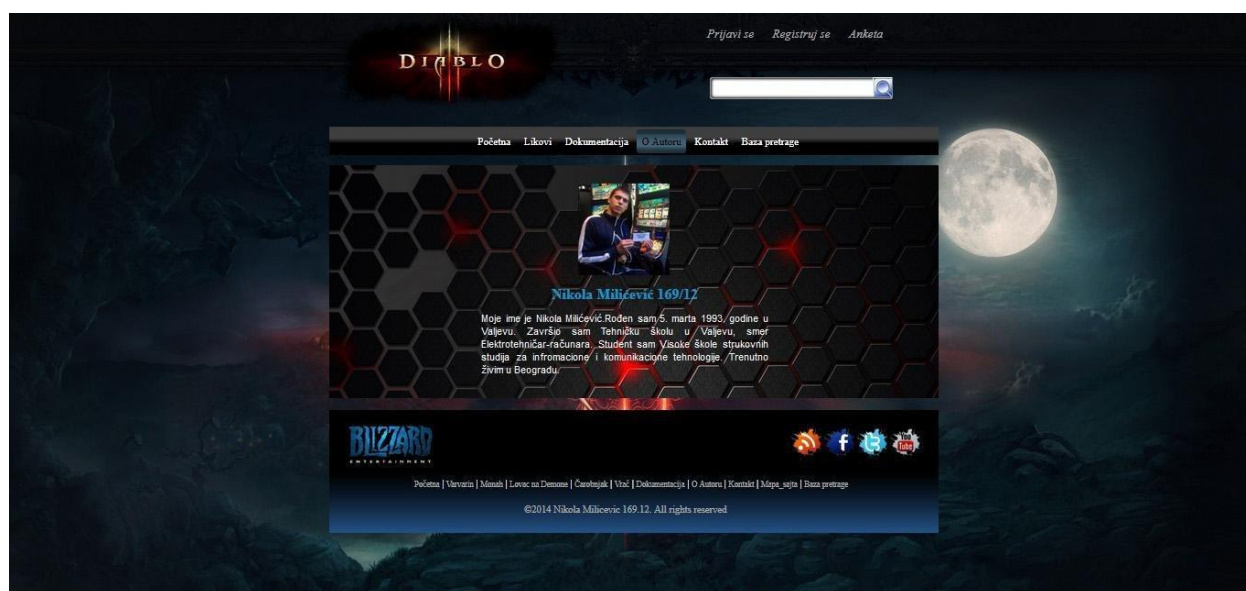 Prijavi se Registruj se Anketa
DIABLO
Početna Likovi Dokumentacija O Autoru Kontakt Baza pretrage
Nikola Milićević 169/12
Moje ime je Nikola Milićević.Rođen sam 5. marta 1993. godine u
Valjevu. Završio sam Tehničku školu u Valjevu, smer
Elektrotehničar-računara. Student sam Visoke škole strukovnih
studija za infromacione i komunikacione tehnologije. Trenutno
živim u Beogradu.
BLIZZARD
ENTERTAINMENT
You
Tube
Početna | Varvarin | Monah | Lovac na Demone | Čarobnjak | Vrač | Dokumentacija | O Autoru | Kontakt | Mapa_sajta | Baza pretrage
©2014 Nikola Milicevic 169.12. All rights reserved